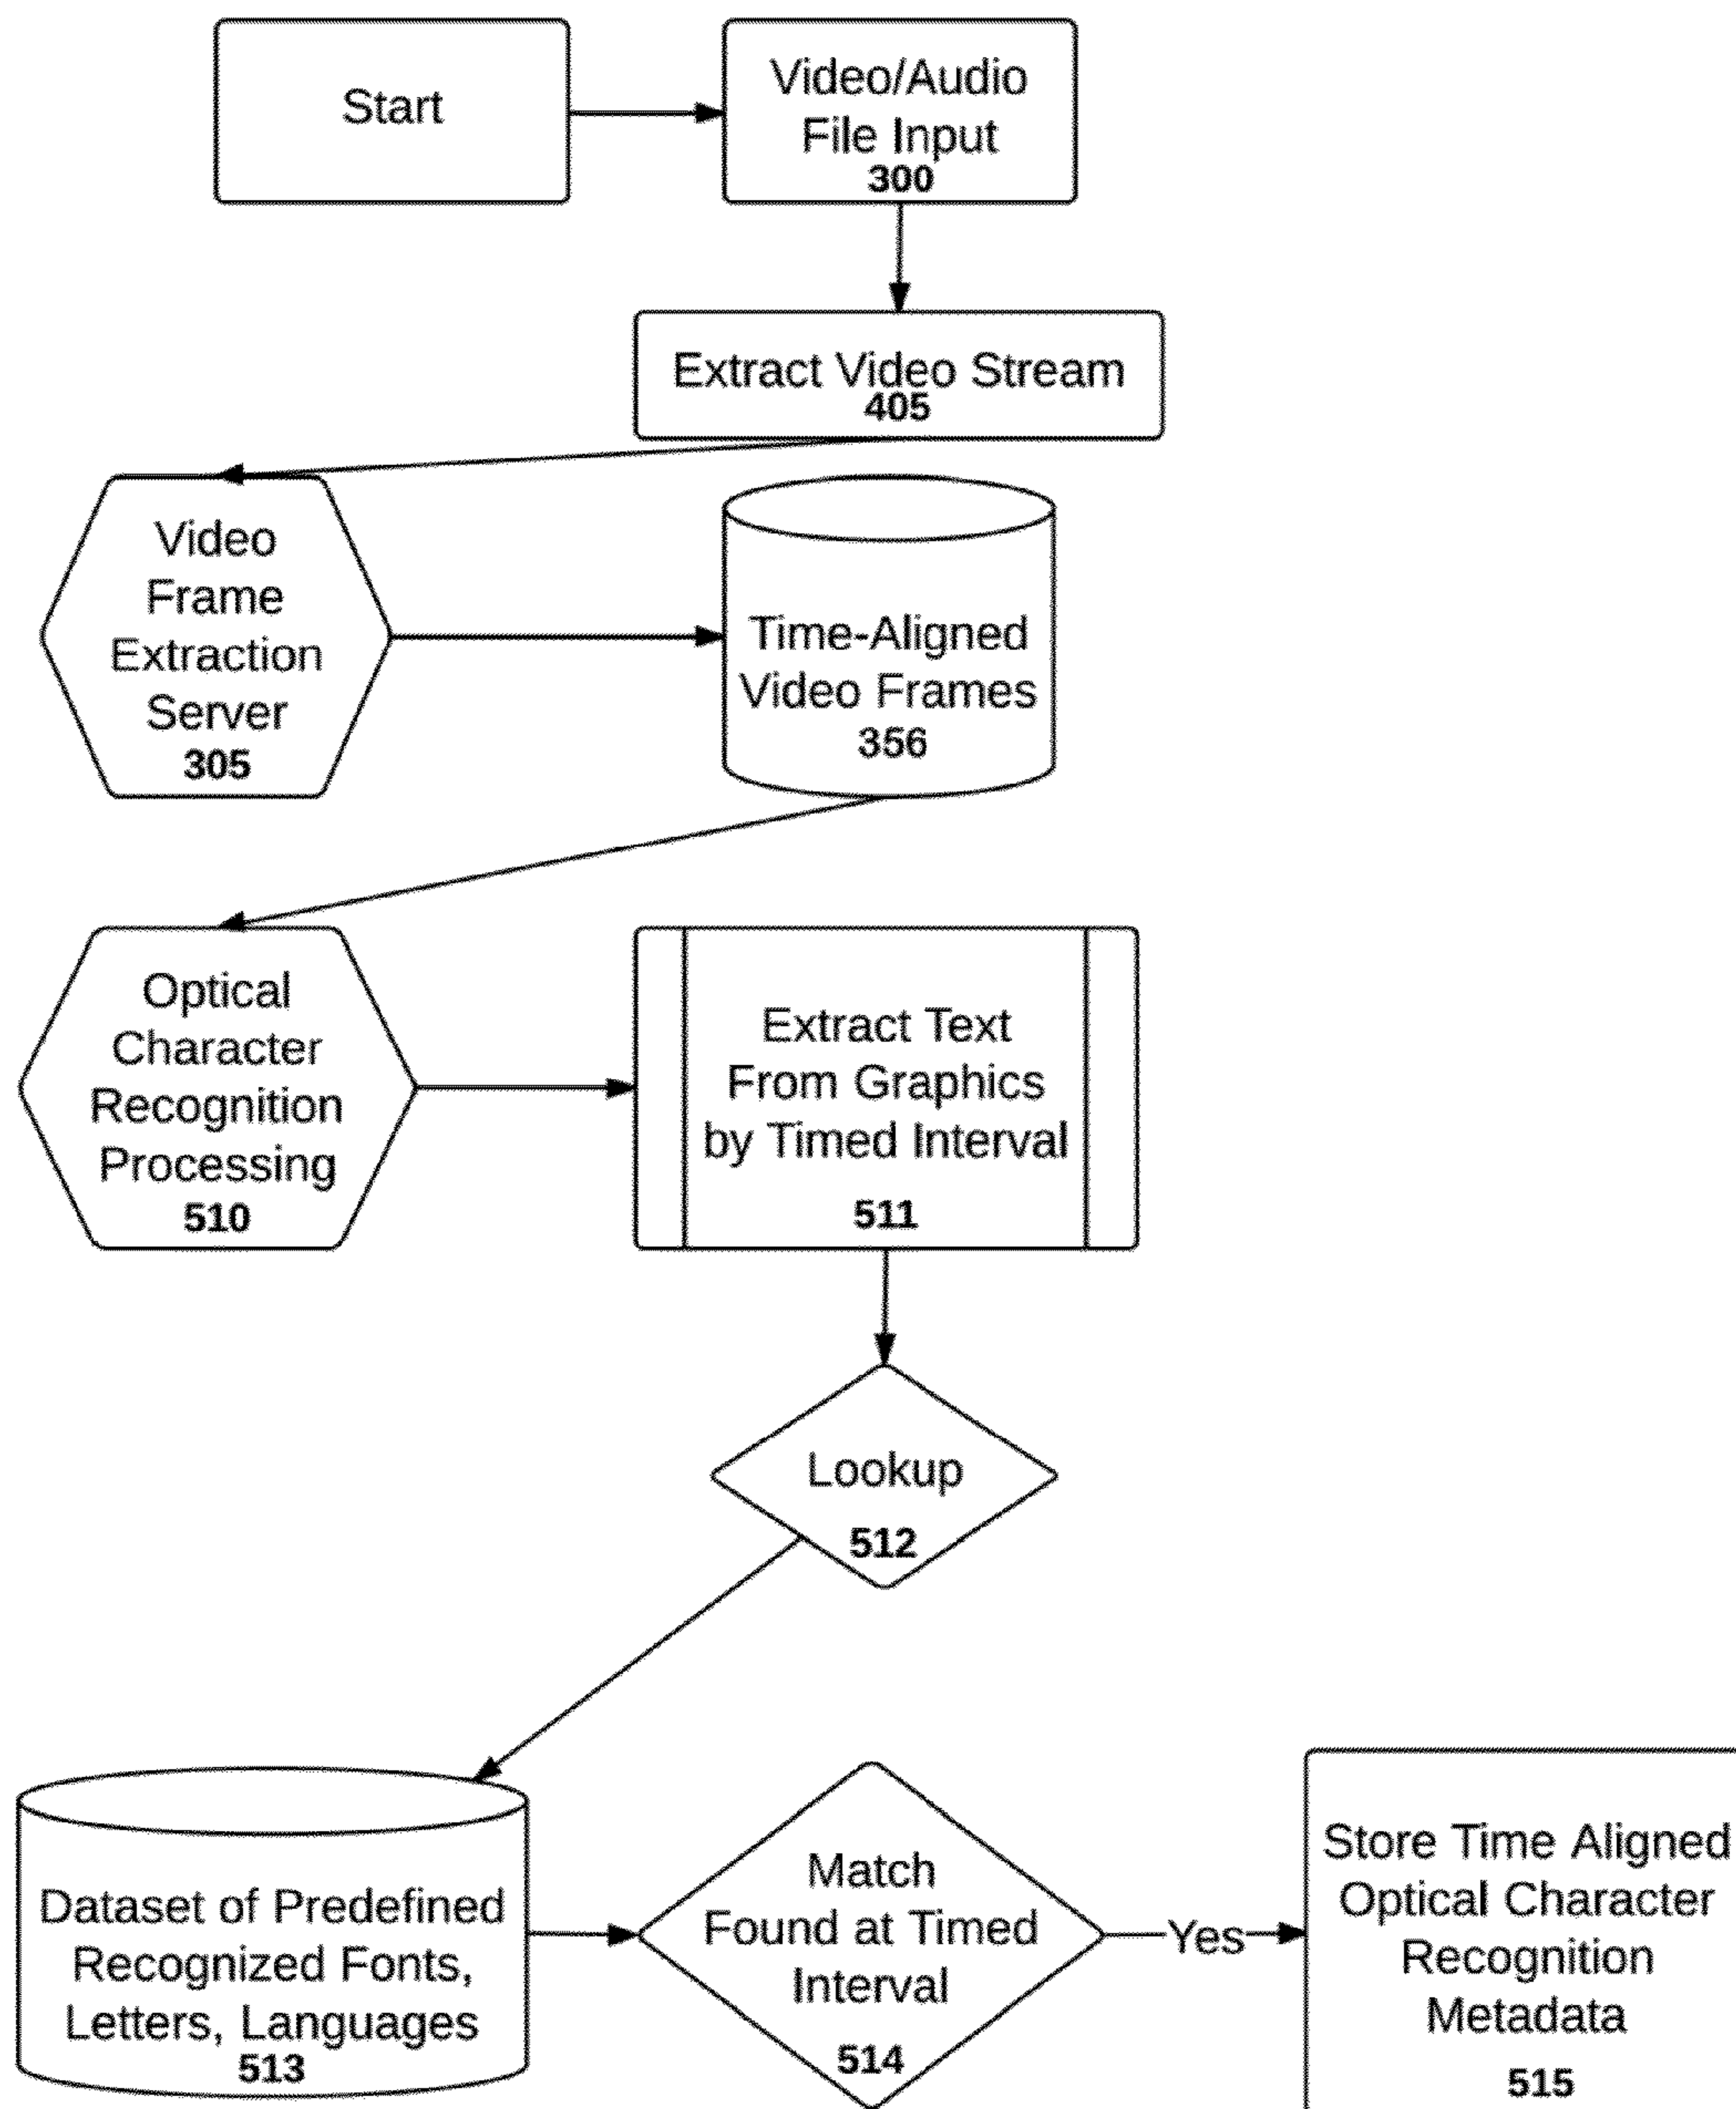 Start
Video/Audio
File Input
300
Extract Video Stream
405
Video
Frame
Extraction
Server
305
Time-Aligned
Video Frames
356
Optical
Character
Recognition
Processing
510
Extract Text
From Graphics
by Timed Interval
511
Lookup
512
Dataset of Predefined
Recognized Fonts,
Letters, Languages
513
Match
Found at Timed
Interval
514
Yes
Store Time Aligned
Optical Character
Recognition
Metadata
515